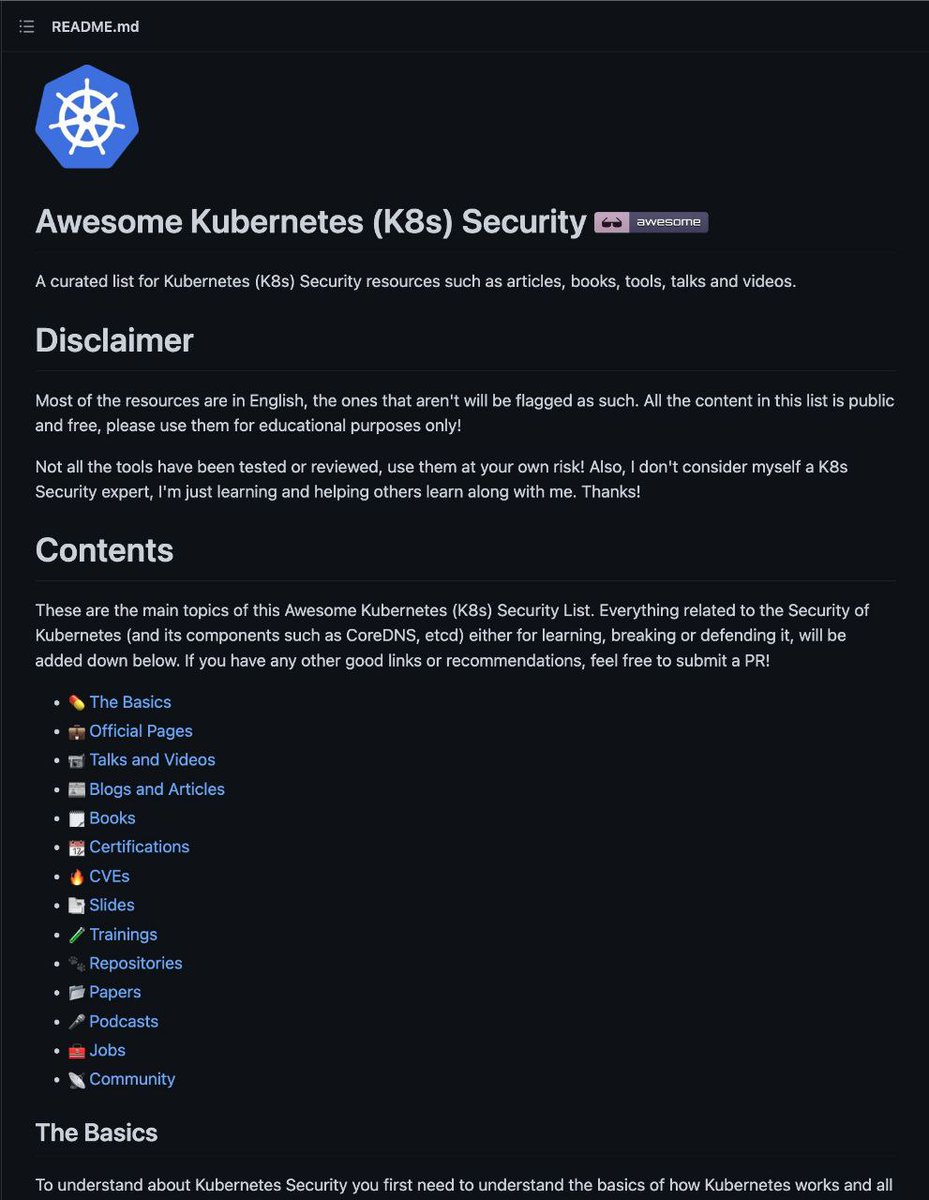 README.md
Awesome Kubernetes (K8s) Security awesome
A curated list for Kubernetes (K8s) Security resources such as articles, books, tools, talks and videos.
Disclaimer
Most of the resources are in English, the ones that aren't will be flagged as such. All the content in this list is public
and free, please use them for educational purposes only!
Not all the tools have been tested or reviewed, use them at your own risk! Also, I don't consider myself a K8s
Security expert, I'm just learning and helping others learn along with me. Thanks!
Contents
These are the main topics of this Awesome Kubernetes (K8s) Security List. Everything related to the Security of
Kubernetes (and its components such as CoreDNS, etcd) either for learning, breaking or defending it, will be
added down below. If you have any other good links or recommendations, feel free to submit a PR!
The Basics
Official Pages
Talks and Videos
Blogs and Articles
Books
Certifications
CVEs
Slides
Trainings
Repositories
Papers
Podcasts
Jobs
Community
The Basics
To understand about Kubernetes Security you first need to understand the basics of how Kubernetes works and all